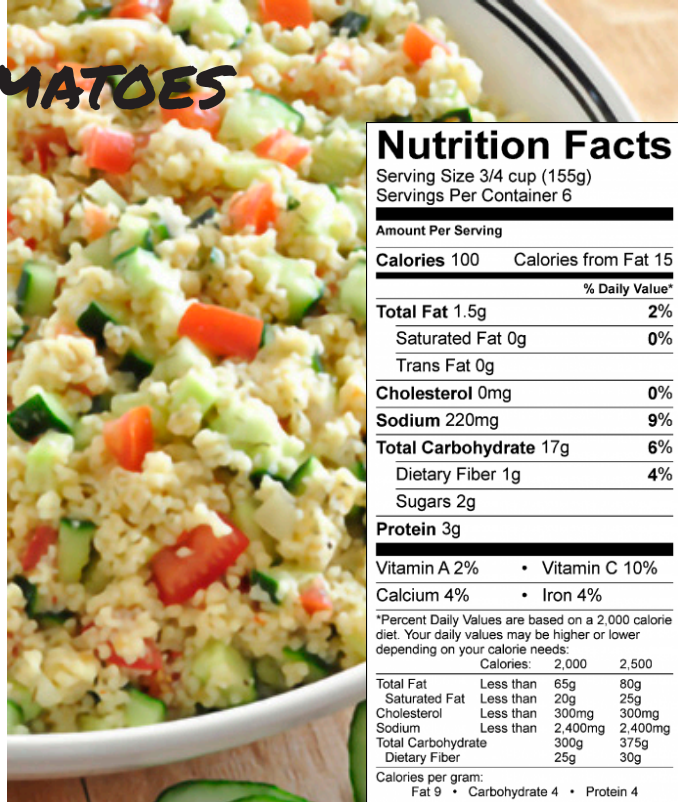 MATOES
Nutrition Facts
Serving Size 3/4 cup (155g)
Servings Per Container 6
Amount Per Serving
Calories 100 Calories from Fat 15
% Daily Value*
Total Fat 1.5g 2%
Saturated Fat 0g 0%
Trans Fat 0g
Cholesterol 0mg 0%
Sodium 220mg 9%
Total Carbohydrate 17g 6%
Dietary Fiber 1g 4%
Sugars 2g
Protein 3g
Vitamin A 2% • Vitamin C 10%
Calcium 4% • Iron 4%
*Percent Daily Values are based on a 2,000 calorie
diet. Your daily values may be higher or lower
depending on your calorie needs:
Calories: 2,000 2,500
Total Fat Less than 65g 80g
Saturated Fat Less than 20g 25g
Cholesterol Less than 300mg 300mg
Sodium Less than 2,400mg 2,400mg
Total Carbohydrate 300g 375g
Dietary Fiber 25g 30g
Calories per gram:
Fat 9 • Carbohydrate 4 • Protein 4